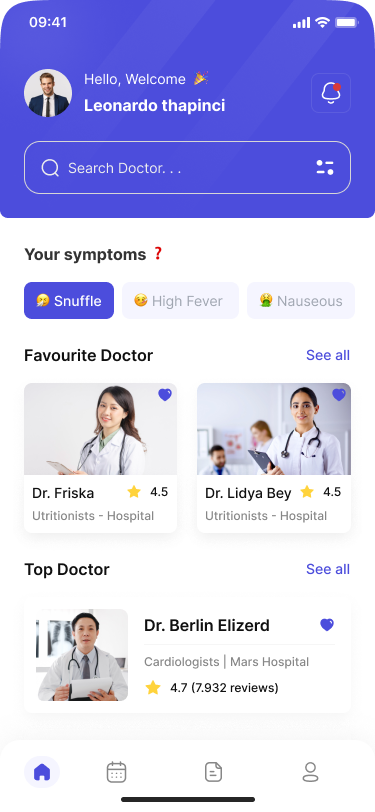 09:41
Hello, Welcome 🎉
Leonardo thapinci
Search Doctor. . .
Your symptoms ❓
🤧 Snuffle
🥵 High Fever
🤮 Nauseous
Favourite Doctor
See all
Dr. Friska
4.5
Utritionists - Hospital
Dr. Lidya Bey
4.5
Utritionists - Hospital
Top Doctor
See all
Dr. Berlin Elizerd
Cardiologists | Mars Hospital
4.7 (7.932 reviews)